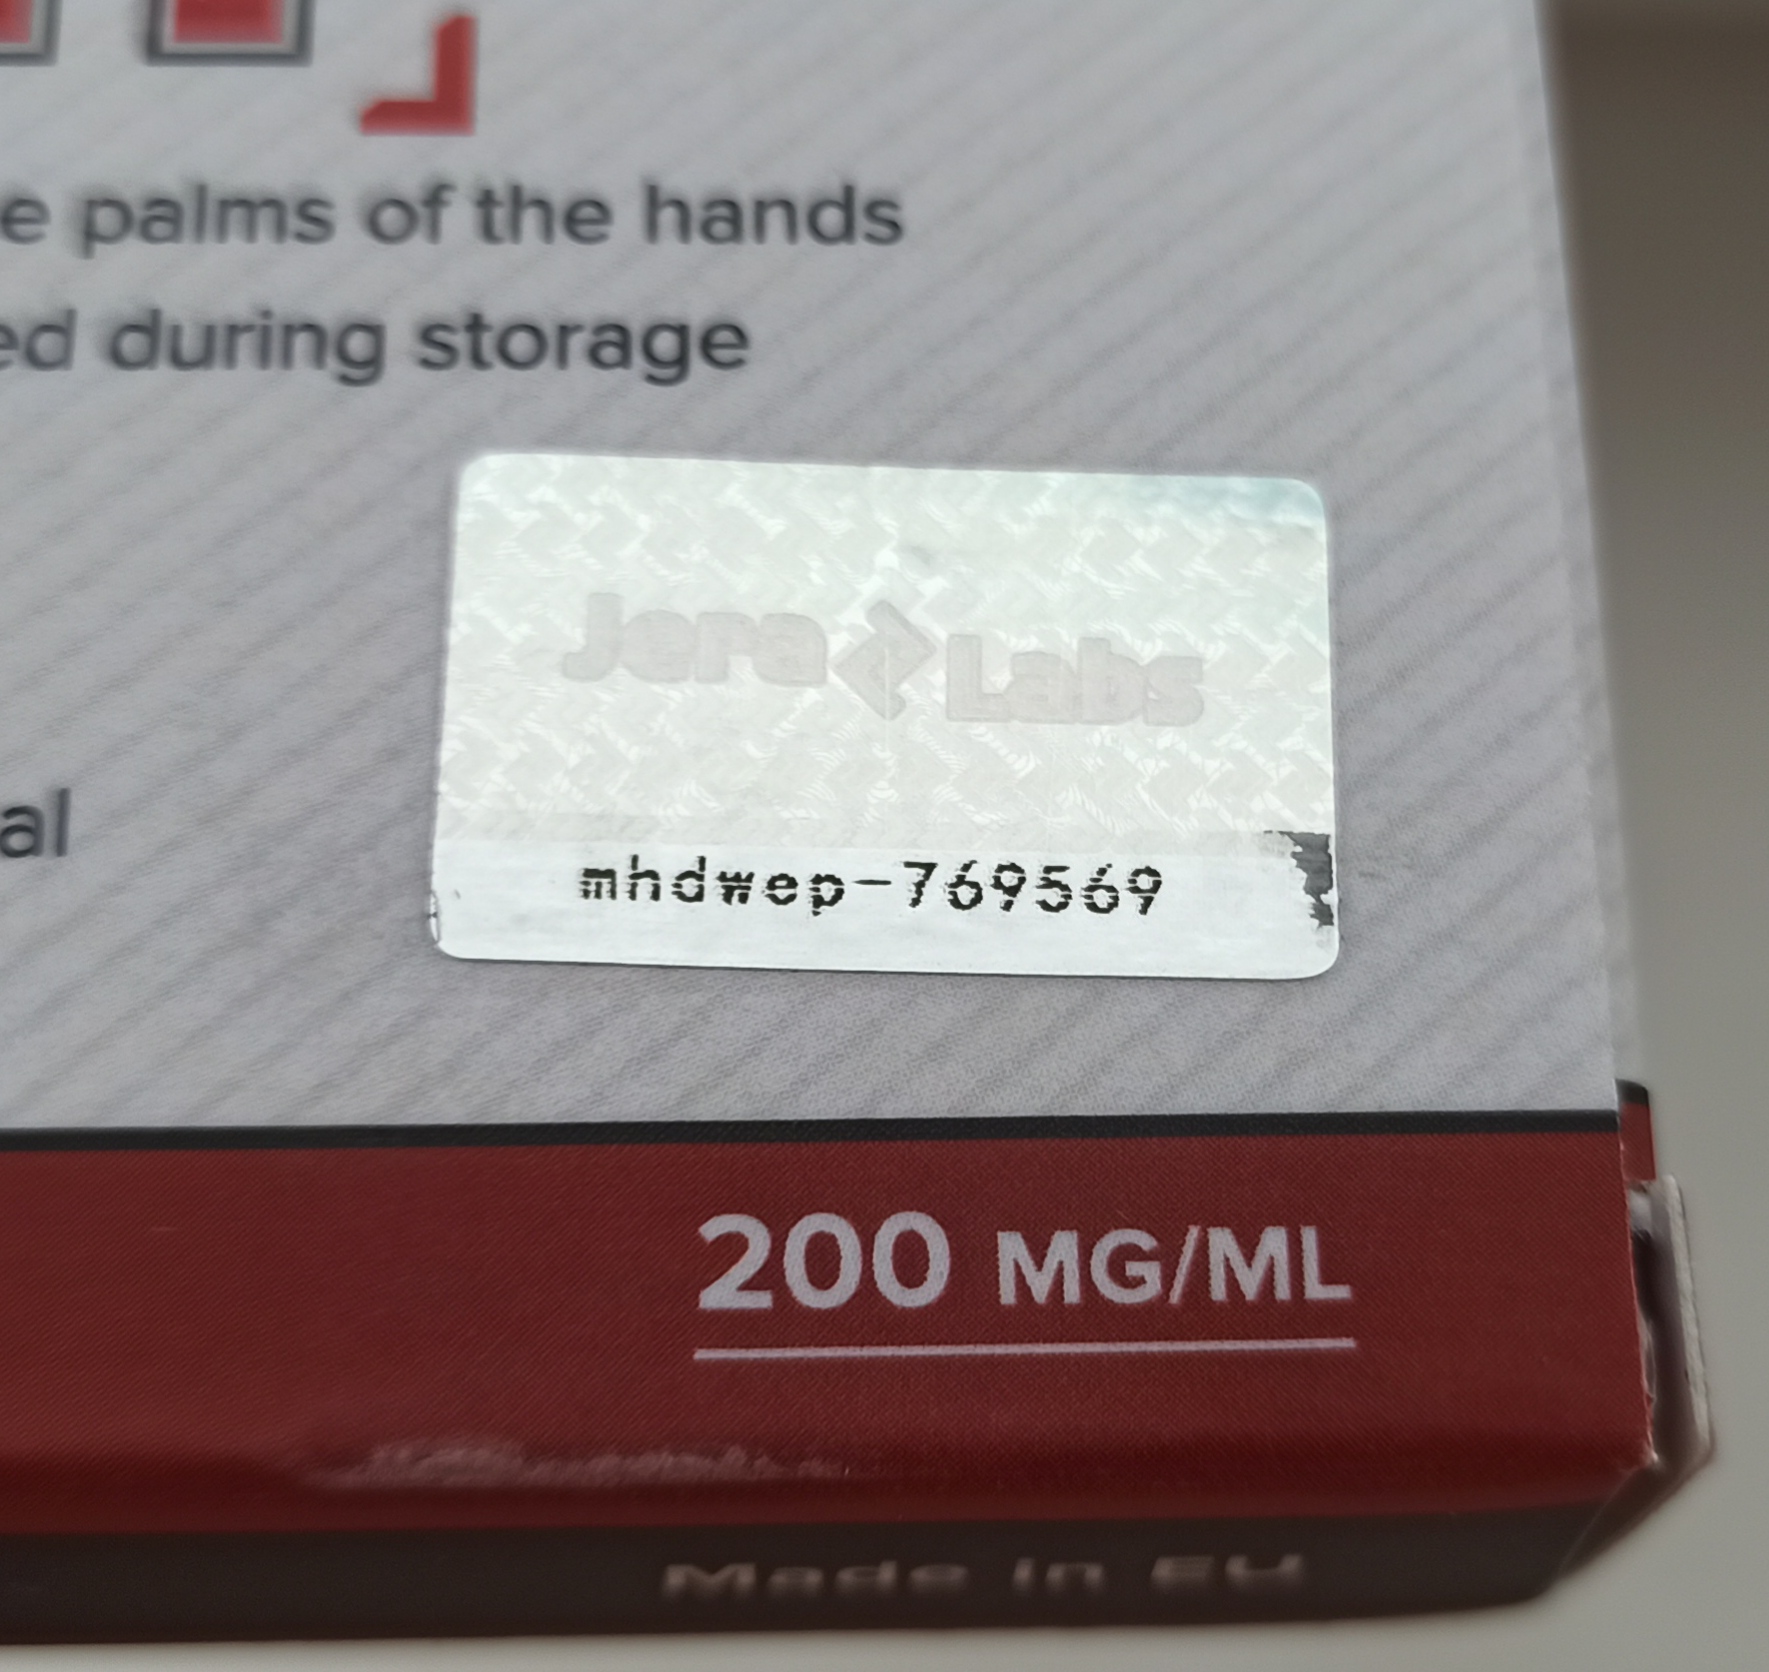 e palms of the hands
ed during storage
al
Jera Labs
mhdwep-769569
200 MG/ML
Made in EU